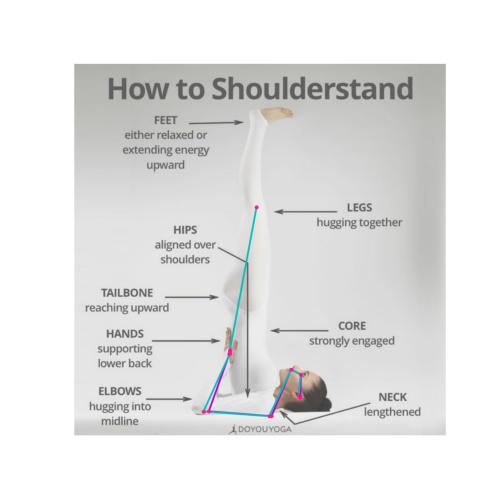 How to Shoulderstand
FEET
either relaxed or
extending energy
upward
LEGS
hugging together
HIPS
aligned over
shoulders
TAILBONE
reaching upward
HANDS
supporting
lower back
CORE
strongly engaged
ELBOWS
hugging into
midline
NECK
lengthened
DOYOUYOGA